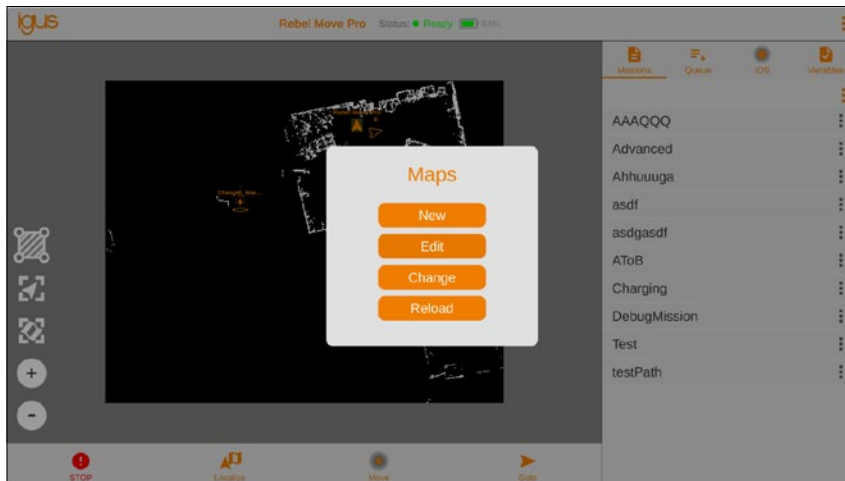 igus
Rebel Move Pro Status: Ready 84%
Missions Queue iOS Variables
AAAQQQ
Advanced
Ahhuuuga
asdf
asdgasdf
AToB
Charging
DebugMission
Test
testPath
Maps
New
Edit
Change
Reload
+
-
STOP Localize Move Goto